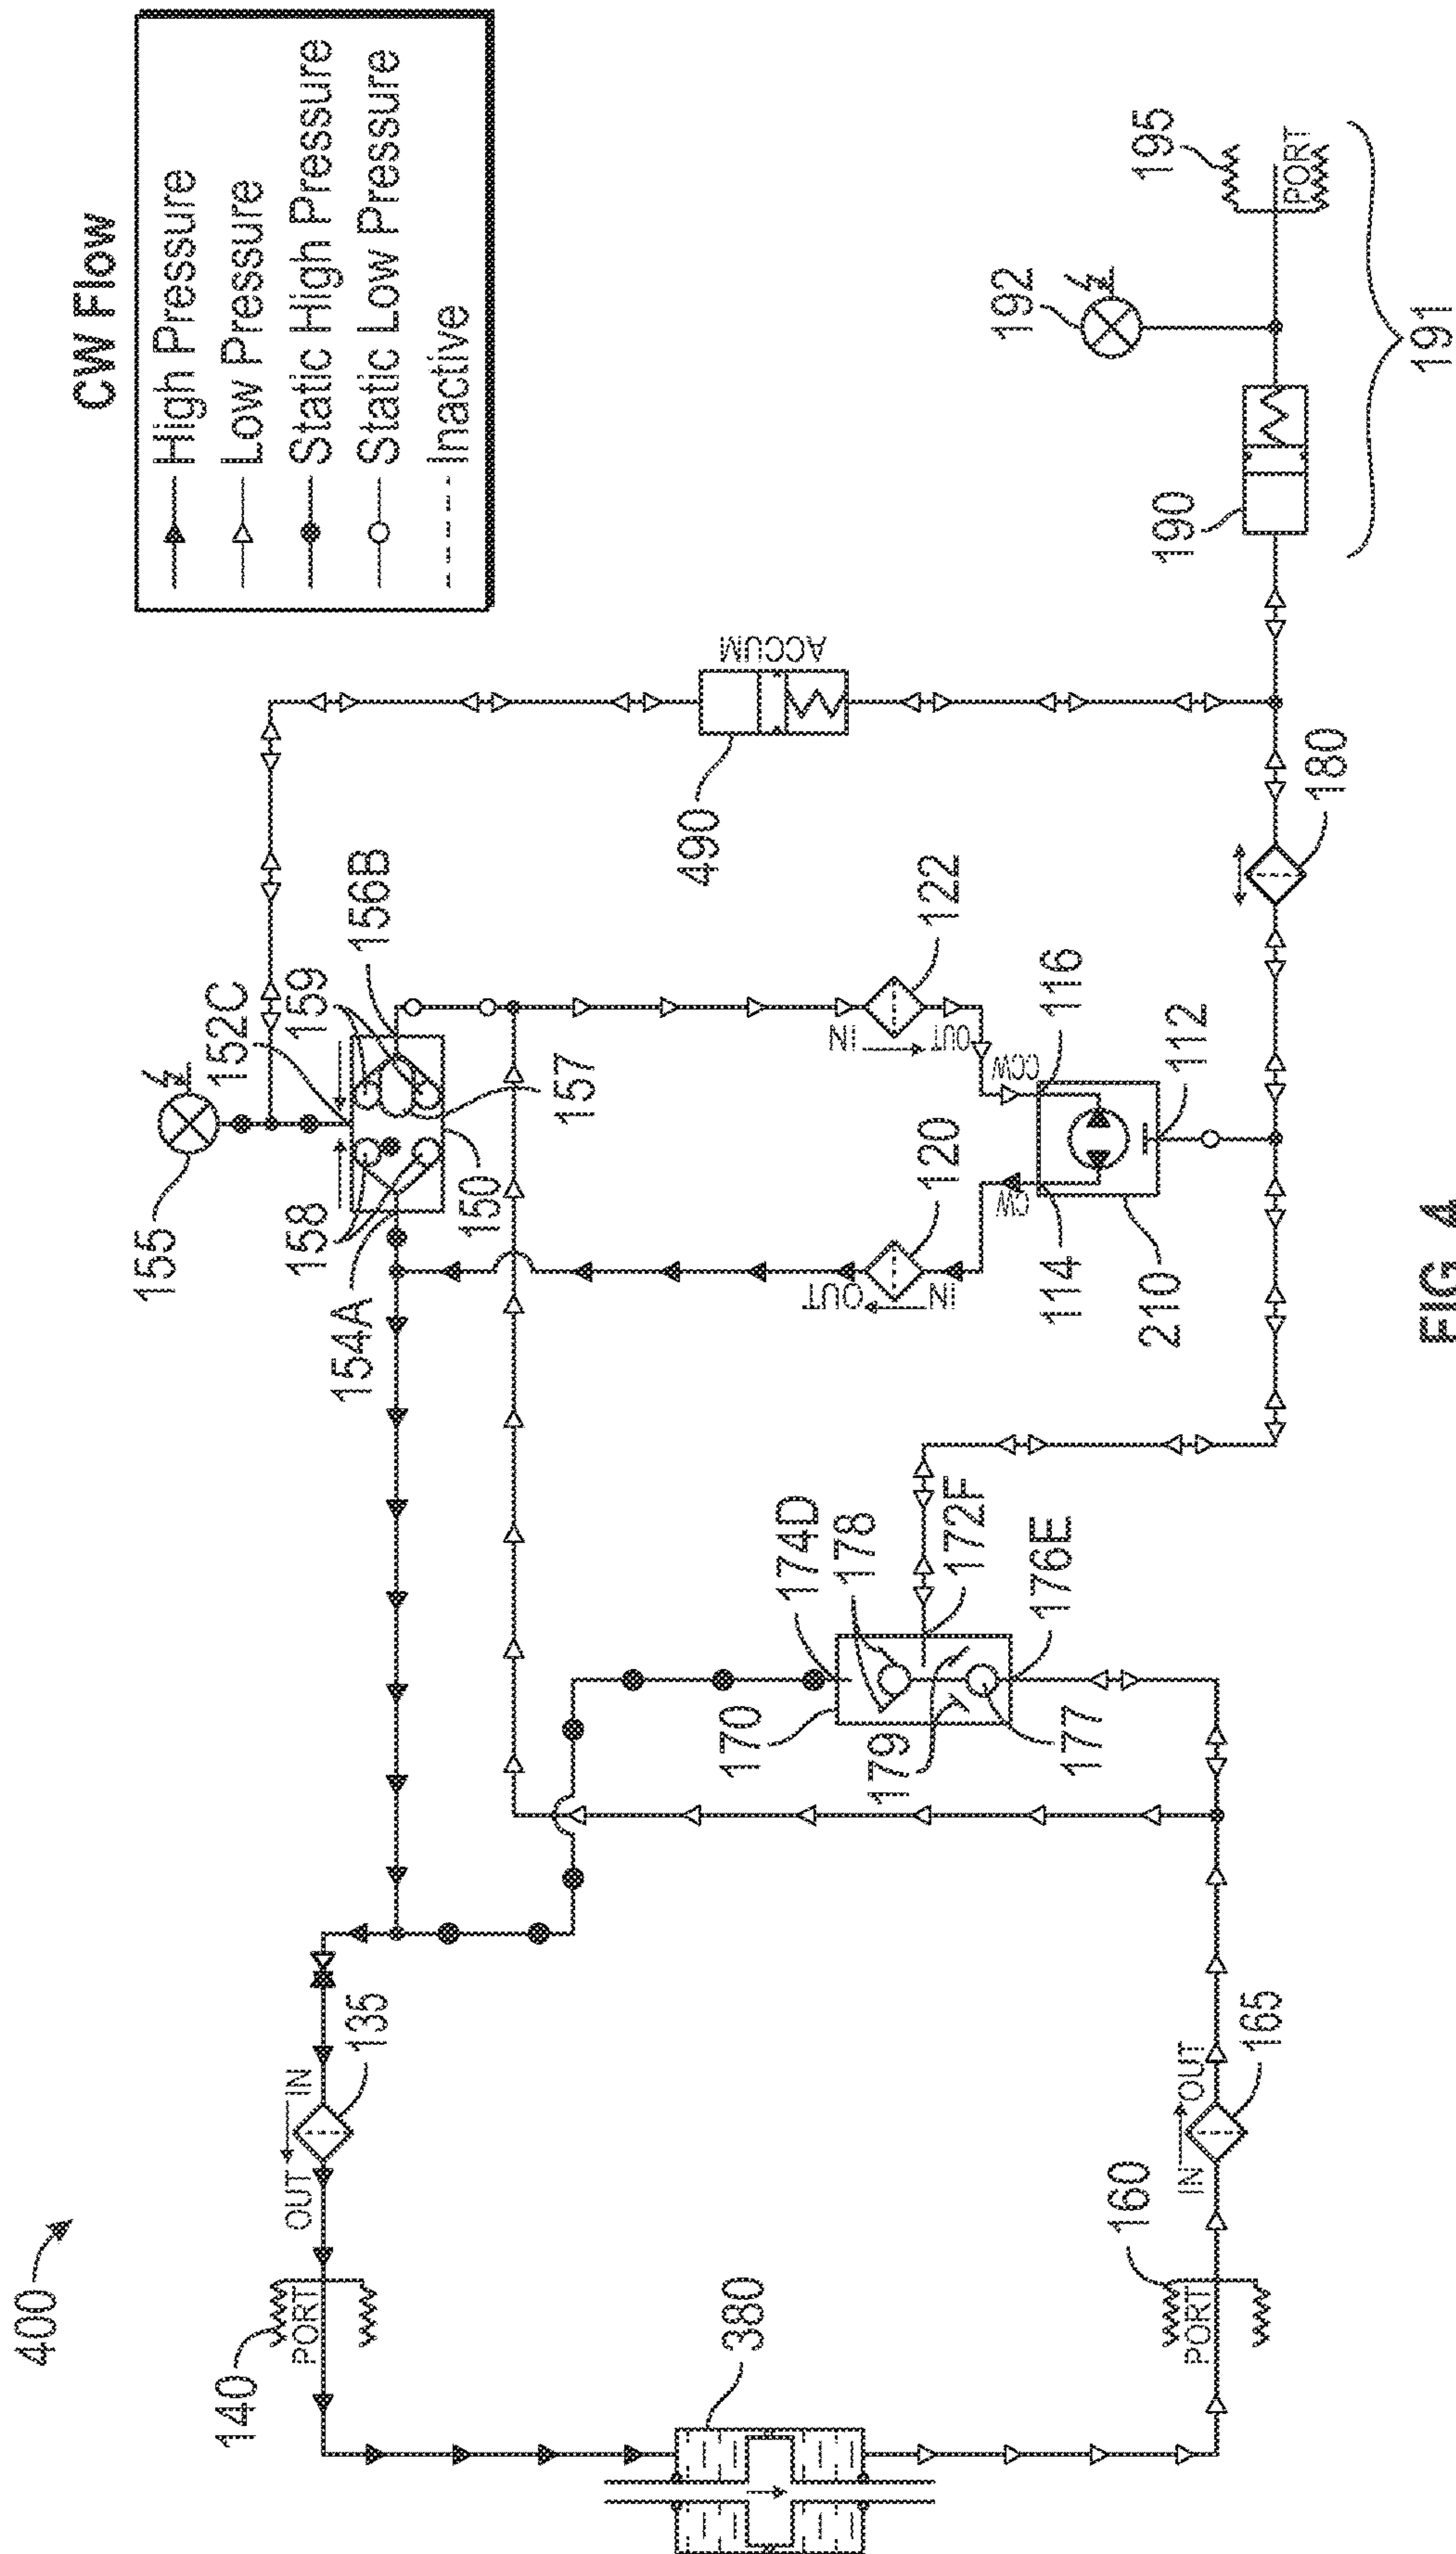 400
CW Flow
High Pressure
Low Pressure
Static High Pressure
Static Low Pressure
Inactive
155
152C
159
156B
158
154A
150
157
490
ACCUM
192
195
PORT
190
191
180
122
IN
OUT
CCW
116
112
120
OUT
IN
CW
114
210
174D
178
172F
176E
170
179
177
135
IN
OUT
140
PORT
380
160
PORT
IN
OUT
165
FIG. 4